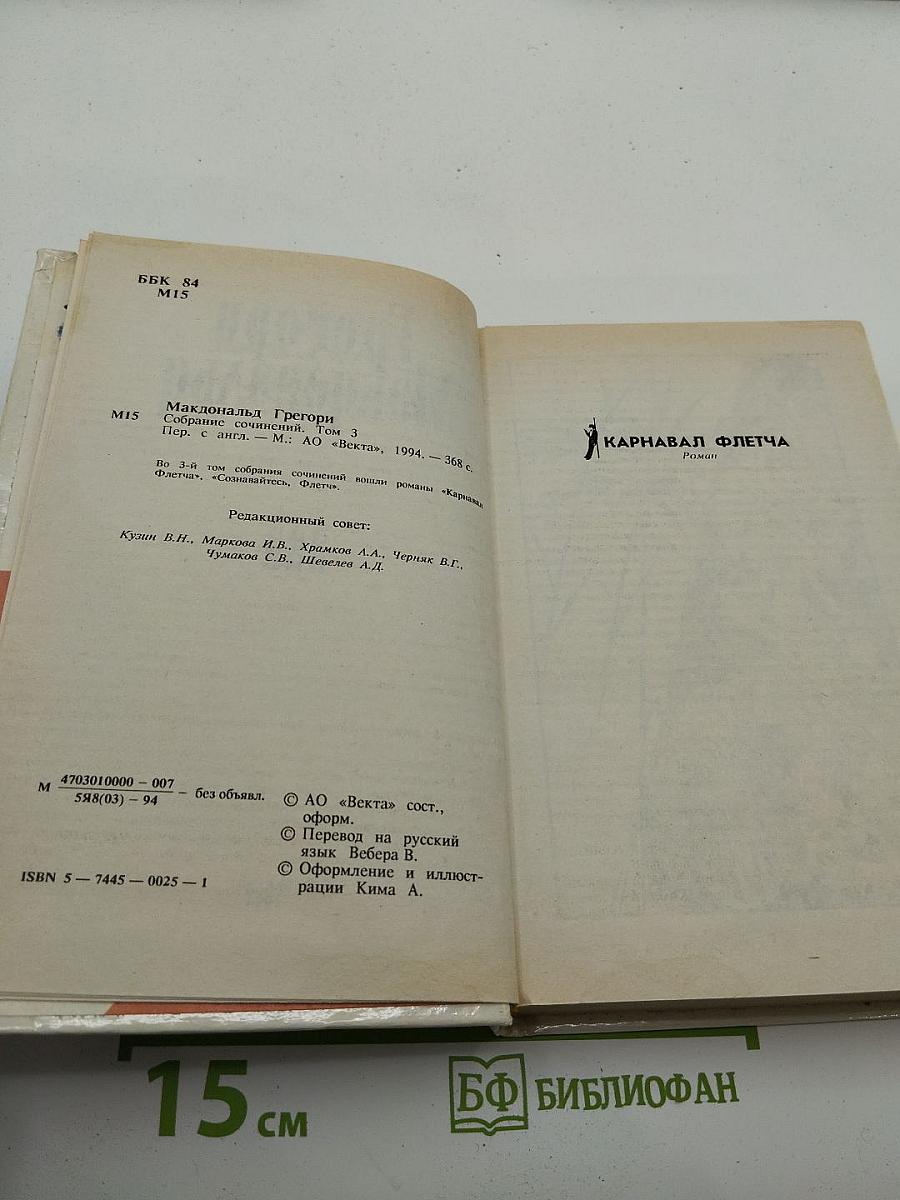 ББК 84
М15
Макдональд Грегори
М15 Собрание сочинений. Том 3
Пер. с англ. — М.: АО «Векта», 1994. — 368 с.
Во 3-й том собрания сочинений вошли романы «Карнавал
Флетча», «Сознавайтесь, Флетч».
Редакционный совет:
Кузин В.Н., Маркова И.В., Храмков А.А., Черняк В.Г.,
Чумаков С.В., Шевелев А.Д.
М 4703010000 – 007
5Я8(03) – 94 – без объявл.
© АО «Векта» сост.,
оформ.
© Перевод на русский
язык Вебера В.
© Оформление и иллюст-
рации Кима А.
ISBN 5 — 7445 — 0025 — 1
КАРНАВАЛ ФЛЕТЧА
Роман
15 см
БФ БИБЛИОФАН